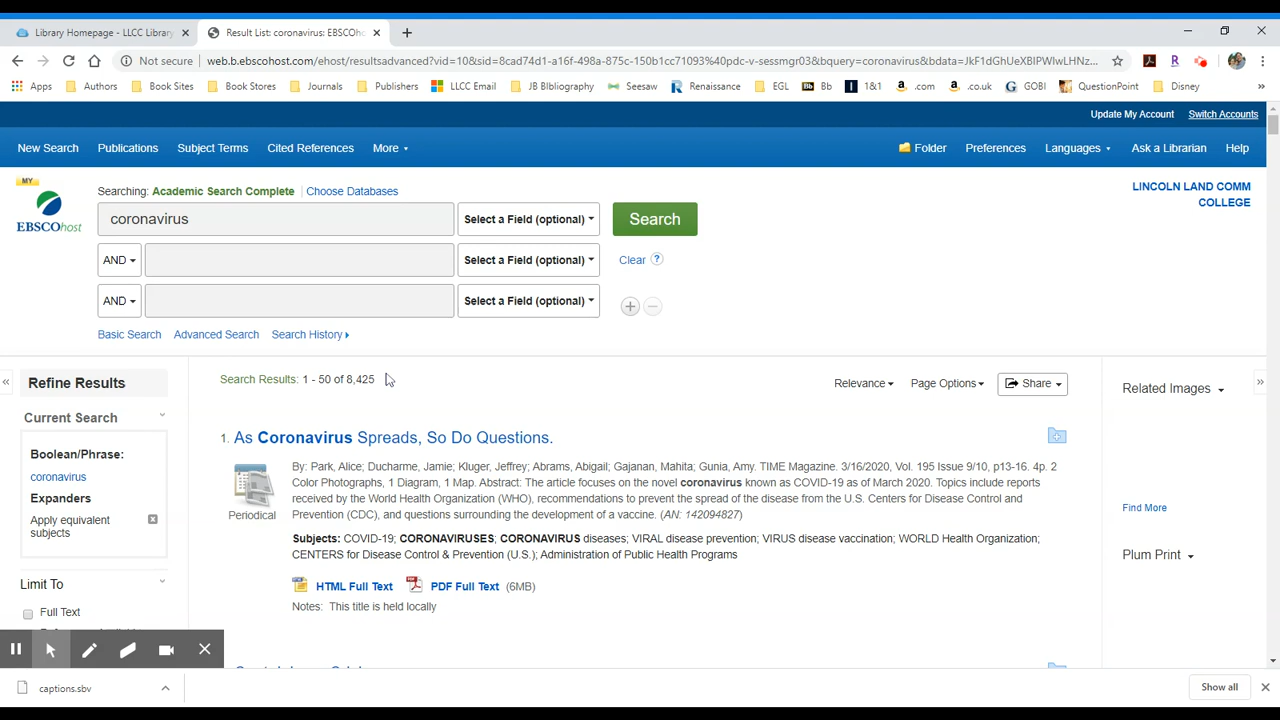 Library Homepage - LLCC Library
Result List: coronavirus: EBSCOho
Not secure
web.b.ebscohost.com/ehost/resultsadvanced?vid=10&sid=8cad74d1-a16f-498a-875c-150b1cc71093%40pdc-v-sessmgr03&bquery=coronavirus&bdata=JkF1dGhUeXBlPWlwLHNz...
Apps Authors Book Sites Book Stores Journals Publishers LLCC Email JB BIbliography Seesaw Renaissance EGL Bb 1&1 .com .co.uk GOBI QuestionPoint Disney »
Update My Account Switch Accounts
New Search Publications Subject Terms Cited References More Folder Preferences Languages Ask a Librarian Help
MY
EBSCOhost
Searching: Academic Search Complete Choose Databases
LINCOLN LAND COMM
COLLEGE
coronavirus Select a Field (optional) Search
AND Select a Field (optional) Clear ?
AND Select a Field (optional)
Basic Search Advanced Search Search History
« Refine Results
Search Results: 1 - 50 of 8,425
Relevance Page Options Share
Related Images
»
Current Search
Boolean/Phrase:
coronavirus
Expanders
Apply equivalent
subjects
Limit To
Full Text
1. As Coronavirus Spreads, So Do Questions.
Periodical
By: Park, Alice; Ducharme, Jamie; Kluger, Jeffrey; Abrams, Abigail; Gajanan, Mahita; Gunia, Amy. TIME Magazine. 3/16/2020, Vol. 195 Issue 9/10, p13-16. 4p. 2
Color Photographs, 1 Diagram, 1 Map. Abstract: The article focuses on the novel coronavirus known as COVID-19 as of March 2020. Topics include reports
received by the World Health Organization (WHO), recommendations to prevent the spread of the disease from the U.S. Centers for Disease Control and
Prevention (CDC), and questions surrounding the development of a vaccine. (AN: 142094827)
Subjects: COVID-19; CORONAVIRUSES; CORONAVIRUS diseases; VIRAL disease prevention; VIRUS disease vaccination; WORLD Health Organization;
CENTERS for Disease Control & Prevention (U.S.); Administration of Public Health Programs
HTML Full Text PDF Full Text (6MB)
Notes: This title is held locally
Find More
Plum Print
captions.sbv
Show all